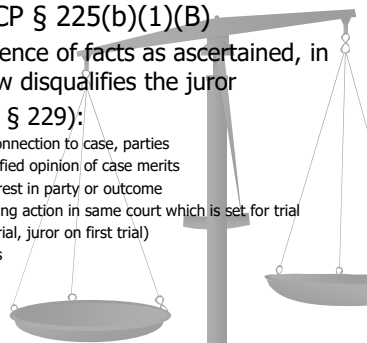 CP § 225(b)(1)(B)
ence of facts as ascertained, in
w disqualifies the juror
§ 229):
onnection to case, parties
fied opinion of case merits
rest in party or outcome
ng action in same court which is set for trial
rial, juror on first trial)
s